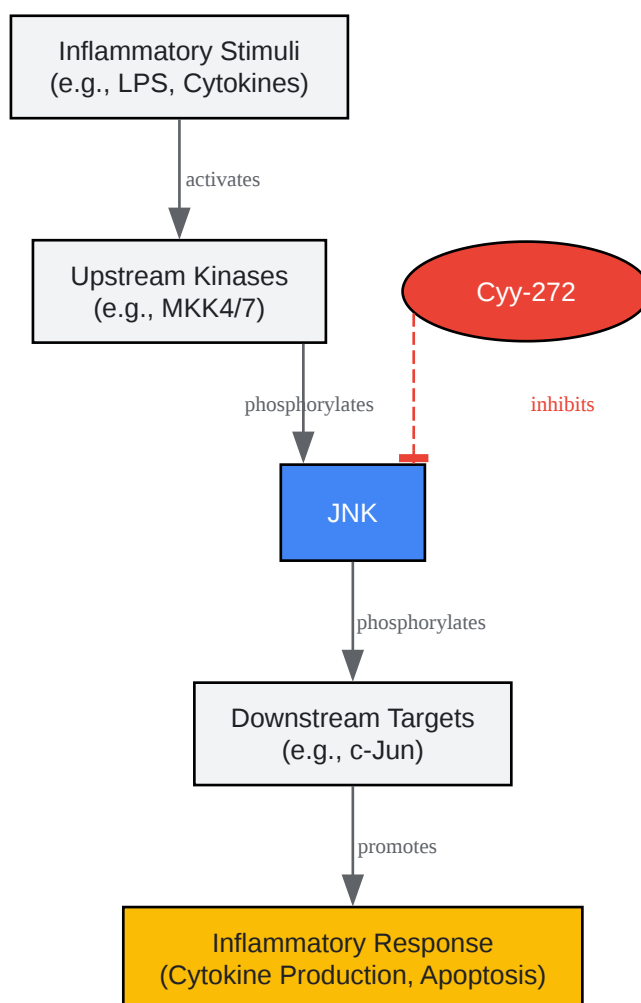 Inflammatory Stimuli
(e.g., LPS, Cytokines)
activates
Upstream Kinases
(e.g., MKK4/7)
Cyy-272
phosphorylates
inhibits
JNK
phosphorylates
Downstream Targets
(e.g., c-Jun)
promotes
Inflammatory Response
(Cytokine Production, Apoptosis)